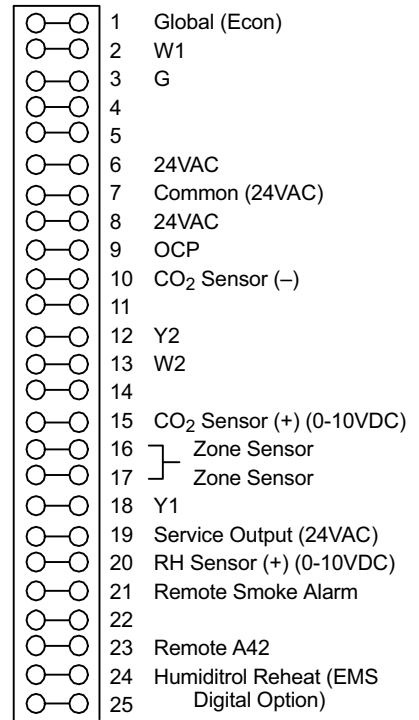 1 Global (Econ)
2 W1
3 G
4
5
6 24VAC
7 Common (24VAC)
8 24VAC
9 OCP
10 CO₂ Sensor (–)
11
12 Y2
13 W2
14
15 CO₂ Sensor (+) (0-10VDC)
16 Zone Sensor
17 Zone Sensor
18 Y1
19 Service Output (24VAC)
20 RH Sensor (+) (0-10VDC)
21 Remote Smoke Alarm
22
23 Remote A42
24 Humiditrol Reheat (EMS
25 Digital Option)